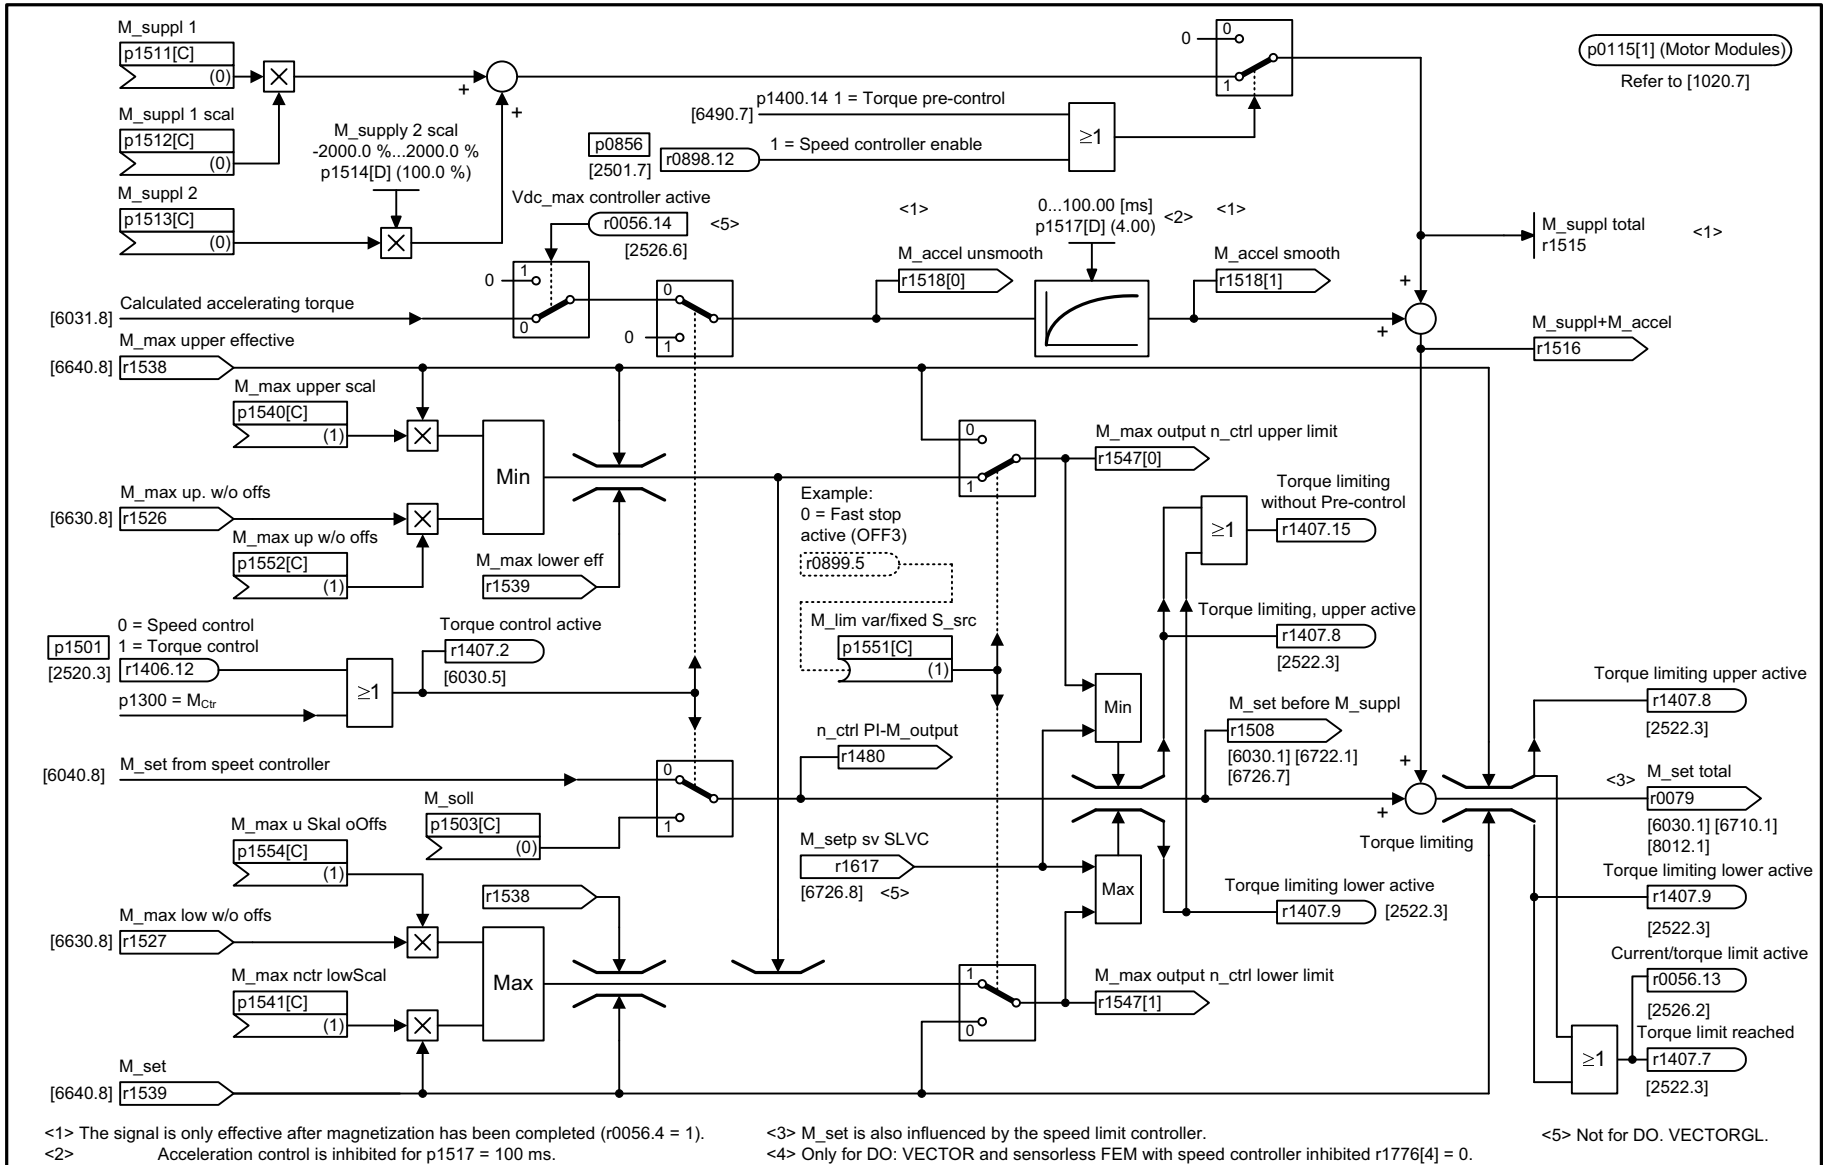 M_suppl 1
p1511[C]
(0)
M_suppl 1 scal
p1512[C]
(0)
M_suppl 2
p1513[C]
(0)
M_supply 2 scal
-2000.0 %...2000.0 %
p1514[D] (100.0 %)
+
+
0
0
1
p0115[1] (Motor Modules)
Refer to [1020.7]
p1400.14 1 = Torque pre-control
[6490.7]
p0856
[2501.7]
r0898.12
1 = Speed controller enable
≥1
Vdc_max controller active
r0056.14
<5>
[2526.6]
0
1
0
0
0
1
<1>
M_accel unsmooth
r1518[0]
0...100.00 [ms]
p1517[D] (4.00)
<2>
<1>
M_accel smooth
r1518[1]
+
+
M_suppl total
r1515
<1>
M_suppl+M_accel
r1516
[6031.8]
Calculated accelerating torque
M_max upper effective
[6640.8]
r1538
M_max upper scal
p1540[C]
(1)
Min
M_max up. w/o offs
[6630.8]
r1526
M_max up w/o offs
p1552[C]
(1)
M_max lower eff
r1539
0
1
M_max output n_ctrl upper limit
r1547[0]
Example:
0 = Fast stop
active (OFF3)
r0899.5
M_lim var/fixed S_src
p1551[C]
(1)
Torque limiting
without Pre-control
≥1
r1407.15
Torque limiting, upper active
r1407.8
[2522.3]
0 = Speed control
1 = Torque control
p1501
[2520.3]
r1406.12
p1300 = MCtr
≥1
Torque control active
r1407.2
[6030.5]
Min
M_set before M_suppl
r1508
[6030.1] [6722.1]
[6726.7]
Torque limiting upper active
r1407.8
[2522.3]
n_ctrl PI-M_output
r1480
[6040.8]
M_set from speet controller
0
1
M_soll
p1503[C]
(0)
+
+
<3>
M_set total
r0079
[6030.1] [6710.1]
[8012.1]
Torque limiting
M_max u Skal oOffs
p1554[C]
(1)
M_setp sv SLVC
r1617
[6726.8]
<5>
Max
Torque limiting lower active
r1407.9
[2522.3]
Torque limiting lower active
r1407.9
[2522.3]
r1538
M_max low w/o offs
[6630.8]
r1527
M_max nctr lowScal
p1541[C]
(1)
Max
1
0
M_max output n_ctrl lower limit
r1547[1]
Current/torque limit active
r0056.13
[2526.2]
Torque limit reached
≥1
r1407.7
[2522.3]
M_set
[6640.8]
r1539
<1> The signal is only effective after magnetization has been completed (r0056.4 = 1).
<2> Acceleration control is inhibited for p1517 = 100 ms.
<3> M_set is also influenced by the speed limit controller.
<4> Only for DO: VECTOR and sensorless FEM with speed controller inhibited r1776[4] = 0.
<5> Not for DO. VECTORGL.